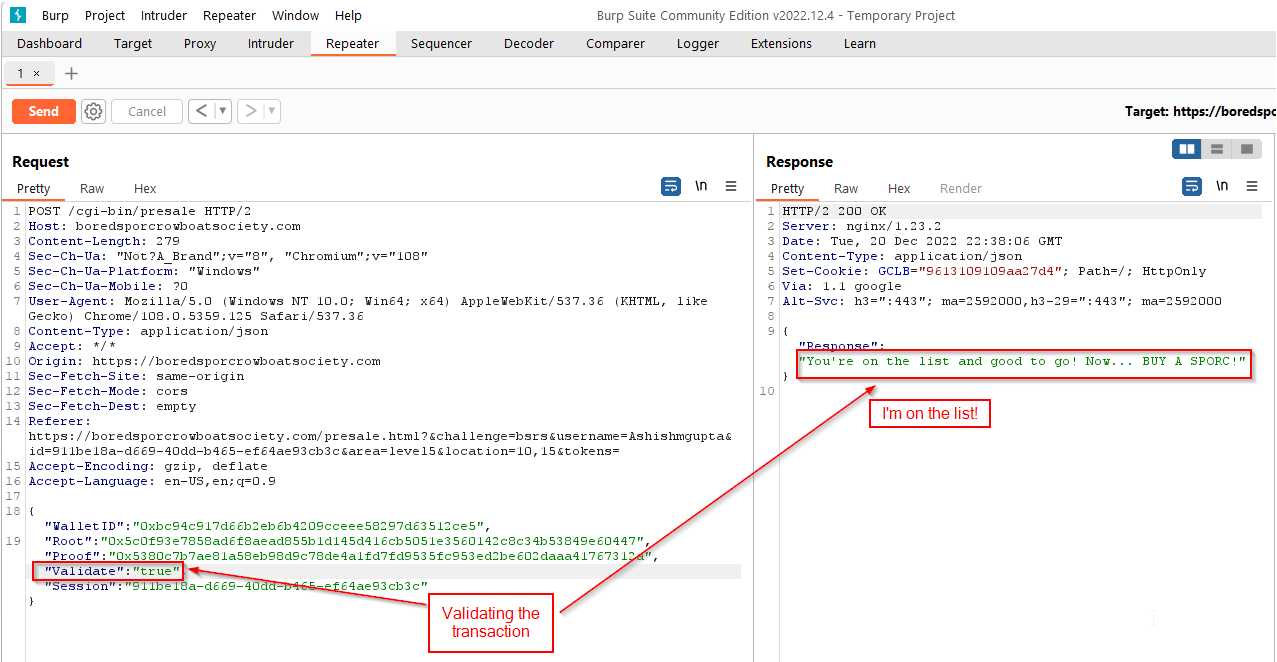 Burp Project Intruder Repeater Window Help Burp Suite Community Edition v2022.12.4 - Temporary Project
Dashboard Target Proxy Intruder Repeater Sequencer Decoder Comparer Logger Extensions Learn
1 × +
Send Cancel < > Target: https://boredspo
Request
Pretty Raw Hex \n
1 POST /cgi-bin/presale HTTP/2
2 Host: boredsporcrowboatsociety.com
3 Content-Length: 279
4 Sec-Ch-Ua: "Not?A_Brand";v="8", "Chromium";v="108"
5 Sec-Ch-Ua-Platform: "Windows"
6 Sec-Ch-Ua-Mobile: ?0
7 User-Agent: Mozilla/5.0 (Windows NT 10.0; Win64; x64) AppleWebKit/537.36 (KHTML, like
Gecko) Chrome/108.0.5359.125 Safari/537.36
8 Content-Type: application/json
9 Accept: */*
10 Origin: https://boredsporcrowboatsociety.com
11 Sec-Fetch-Site: same-origin
12 Sec-Fetch-Mode: cors
13 Sec-Fetch-Dest: empty
14 Referer:
https://boredsporcrowboatsociety.com/presale.html?&challenge=bsrs&username=Ashishmgupta&
id=911be18a-d669-40dd-b465-ef64ae93cb3c&area=level5&location=10,15&tokens=
15 Accept-Encoding: gzip, deflate
16 Accept-Language: en-US,en;q=0.9
17
18 {
"WalletID":"0xbc94c917d66b2eb6b4209cceee58297d63512ce5",
19 "Root":"0x5c0f93e7858ad6f8aead855b1d145d416cb5051e3560142c8c34b53849e60447",
"Proof":"0x5380c7b7ae81a58eb98d9c78de4a1fd7fd9535fc953ed2be602daaa41767312a",
"Validate":"true"
"Session":"911be18a-d669-40dd-b465-ef64ae93cb3c"
}
Validating the
transaction
Response
Pretty Raw Hex Render \n
1 HTTP/2 200 OK
2 Server: nginx/1.23.2
3 Date: Tue, 20 Dec 2022 22:38:06 GMT
4 Content-Type: application/json
5 Set-Cookie: GCLB="9613109109aa27d4"; Path=/; HttpOnly
6 Via: 1.1 google
7 Alt-Svc: h3=":443"; ma=2592000,h3-29=":443"; ma=2592000
8
9 {
"Response":
"You're on the list and good to go! Now... BUY A SPORC!"
}
10
I'm on the list!